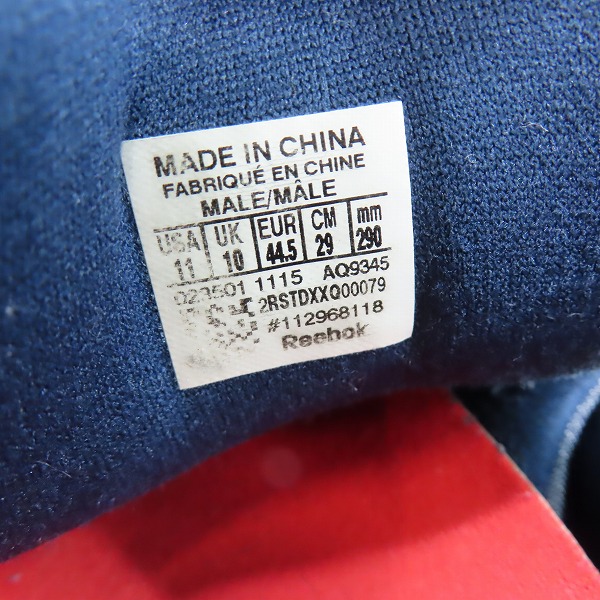 MADE IN CHINA
FABRIQUÉ EN CHINE
MALE/MÂLE
USA UK EUR CM mm
11 10 44.5 29 290
1115 AQ9345
2RSTDXXQ00079
#112968118
Reebok